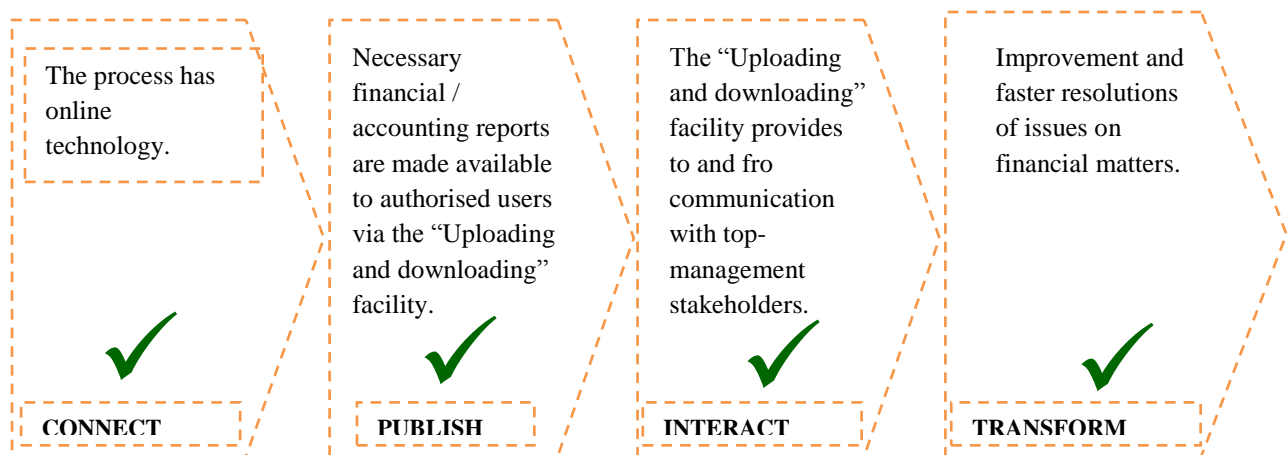 The process has
online
technology.
CONNECT
Necessary
financial /
accounting reports
are made available
to authorised users
via the “Uploading
and downloading”
facility.
PUBLISH
The “Uploading
and downloading”
facility provides
to and fro
communication
with top-
management
stakeholders.
INTERACT
Improvement and
faster resolutions
of issues on
financial matters.
TRANSFORM